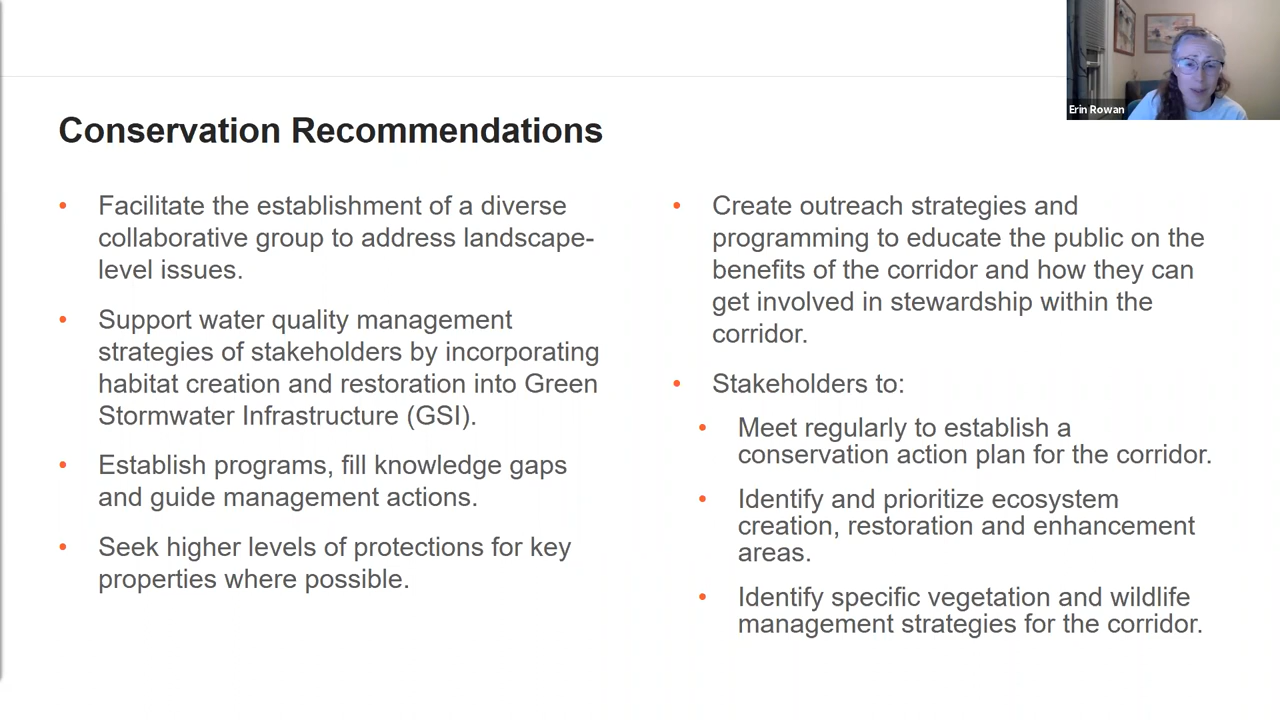 Erin Rowan
Conservation Recommendations
• Facilitate the establishment of a diverse
collaborative group to address landscape-
level issues.
• Support water quality management
strategies of stakeholders by incorporating
habitat creation and restoration into Green
Stormwater Infrastructure (GSI).
• Establish programs, fill knowledge gaps
and guide management actions.
• Seek higher levels of protections for key
properties where possible.
• Create outreach strategies and
programming to educate the public on the
benefits of the corridor and how they can
get involved in stewardship within the
corridor.
• Stakeholders to:
• Meet regularly to establish a
conservation action plan for the corridor.
• Identify and prioritize ecosystem
creation, restoration and enhancement
areas.
• Identify specific vegetation and wildlife
management strategies for the corridor.